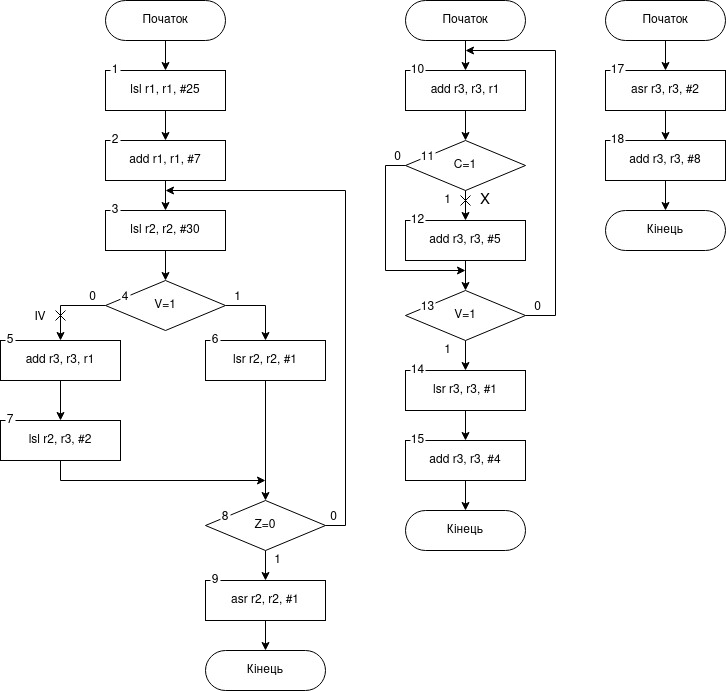 Початок
1
lsl r1, r1, #25
2
add r1, r1, #7
3
lsl r2, r2, #30
4
V=1
0
1
IV
5
add r3, r3, r1
6
lsr r2, r2, #1
7
lsl r2, r3, #2
8
Z=0
0
1
9
asr r2, r2, #1
Кінець
Початок
10
add r3, r3, r1
11
C=1
0
1
X
12
add r3, r3, #5
13
V=1
0
1
14
lsr r3, r3, #1
15
add r3, r3, #4
Кінець
Початок
17
asr r3, r3, #2
18
add r3, r3, #8
Кінець